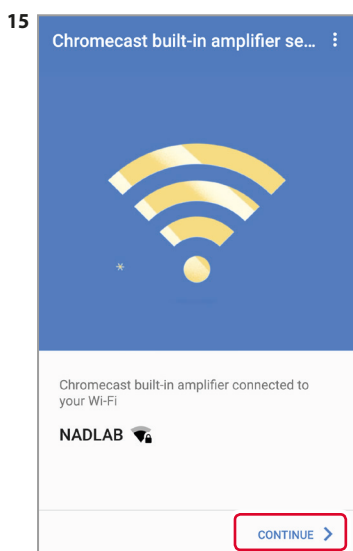 15
Chromecast built-in amplifier se...
Chromecast built-in amplifier connected to
your Wi-Fi
NADLAB
CONTINUE